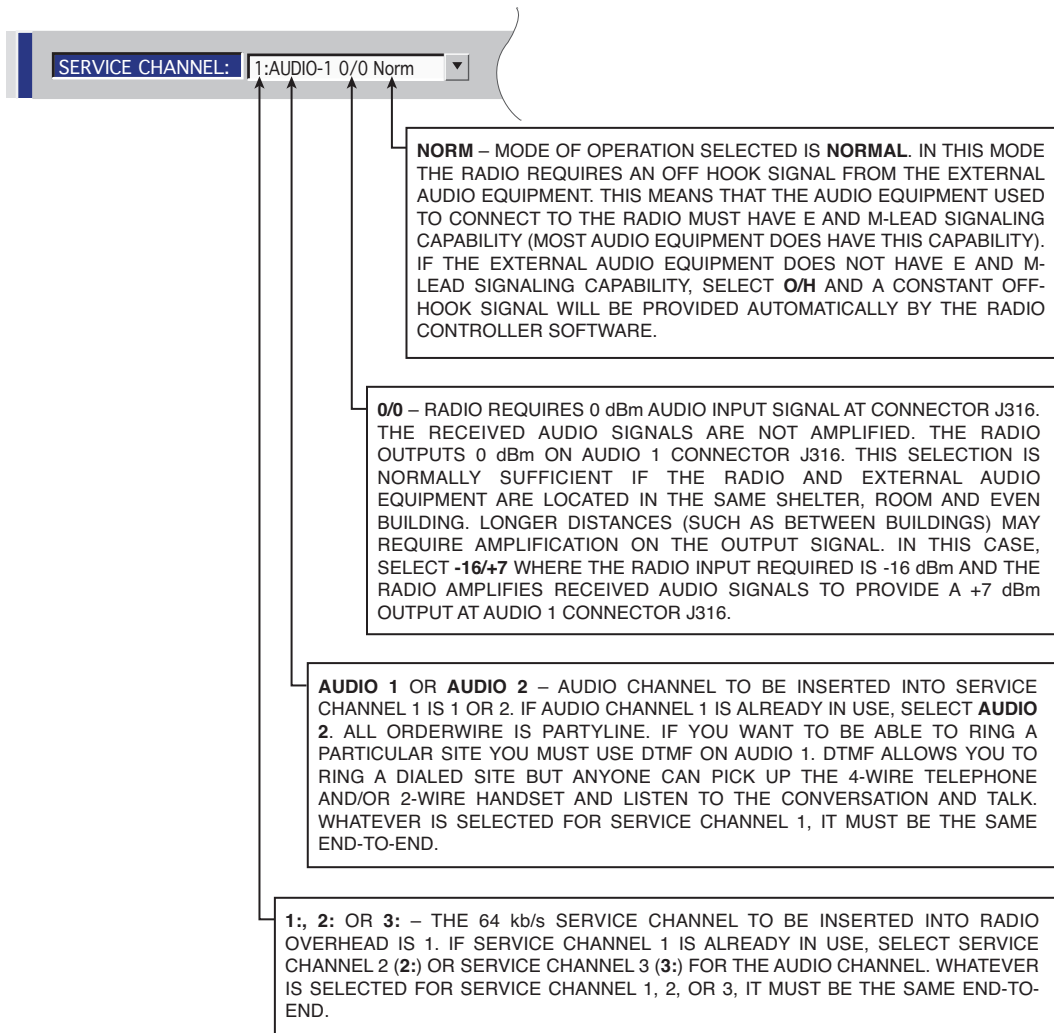 SERVICE CHANNEL: 1:AUDIO-1 0/0 Norm
NORM – MODE OF OPERATION SELECTED IS NORMAL. IN THIS MODE
THE RADIO REQUIRES AN OFF HOOK SIGNAL FROM THE EXTERNAL
AUDIO EQUIPMENT. THIS MEANS THAT THE AUDIO EQUIPMENT USED
TO CONNECT TO THE RADIO MUST HAVE E AND M-LEAD SIGNALING
CAPABILITY (MOST AUDIO EQUIPMENT DOES HAVE THIS CAPABILITY).
IF THE EXTERNAL AUDIO EQUIPMENT DOES NOT HAVE E AND M-
LEAD SIGNALING CAPABILITY, SELECT O/H AND A CONSTANT OFF-
HOOK SIGNAL WILL BE PROVIDED AUTOMATICALLY BY THE RADIO
CONTROLLER SOFTWARE.
0/0 – RADIO REQUIRES 0 dBm AUDIO INPUT SIGNAL AT CONNECTOR J316.
THE RECEIVED AUDIO SIGNALS ARE NOT AMPLIFIED. THE RADIO
OUTPUTS 0 dBm ON AUDIO 1 CONNECTOR J316. THIS SELECTION IS
NORMALLY SUFFICIENT IF THE RADIO AND EXTERNAL AUDIO
EQUIPMENT ARE LOCATED IN THE SAME SHELTER, ROOM AND EVEN
BUILDING. LONGER DISTANCES (SUCH AS BETWEEN BUILDINGS) MAY
REQUIRE AMPLIFICATION ON THE OUTPUT SIGNAL. IN THIS CASE,
SELECT -16/+7 WHERE THE RADIO INPUT REQUIRED IS -16 dBm AND THE
RADIO AMPLIFIES RECEIVED AUDIO SIGNALS TO PROVIDE A +7 dBm
OUTPUT AT AUDIO 1 CONNECTOR J316.
AUDIO 1 OR AUDIO 2 – AUDIO CHANNEL TO BE INSERTED INTO SERVICE
CHANNEL 1 IS 1 OR 2. IF AUDIO CHANNEL 1 IS ALREADY IN USE, SELECT AUDIO
2. ALL ORDERWIRE IS PARTYLINE. IF YOU WANT TO BE ABLE TO RING A
PARTICULAR SITE YOU MUST USE DTMF ON AUDIO 1. DTMF ALLOWS YOU TO
RING A DIALED SITE BUT ANYONE CAN PICK UP THE 4-WIRE TELEPHONE
AND/OR 2-WIRE HANDSET AND LISTEN TO THE CONVERSATION AND TALK.
WHATEVER IS SELECTED FOR SERVICE CHANNEL 1, IT MUST BE THE SAME
END-TO-END.
1:, 2: OR 3: – THE 64 kb/s SERVICE CHANNEL TO BE INSERTED INTO RADIO
OVERHEAD IS 1. IF SERVICE CHANNEL 1 IS ALREADY IN USE, SELECT SERVICE
CHANNEL 2 (2:) OR SERVICE CHANNEL 3 (3:) FOR THE AUDIO CHANNEL. WHATEVER
IS SELECTED FOR SERVICE CHANNEL 1, 2, OR 3, IT MUST BE THE SAME END-TO-
END.